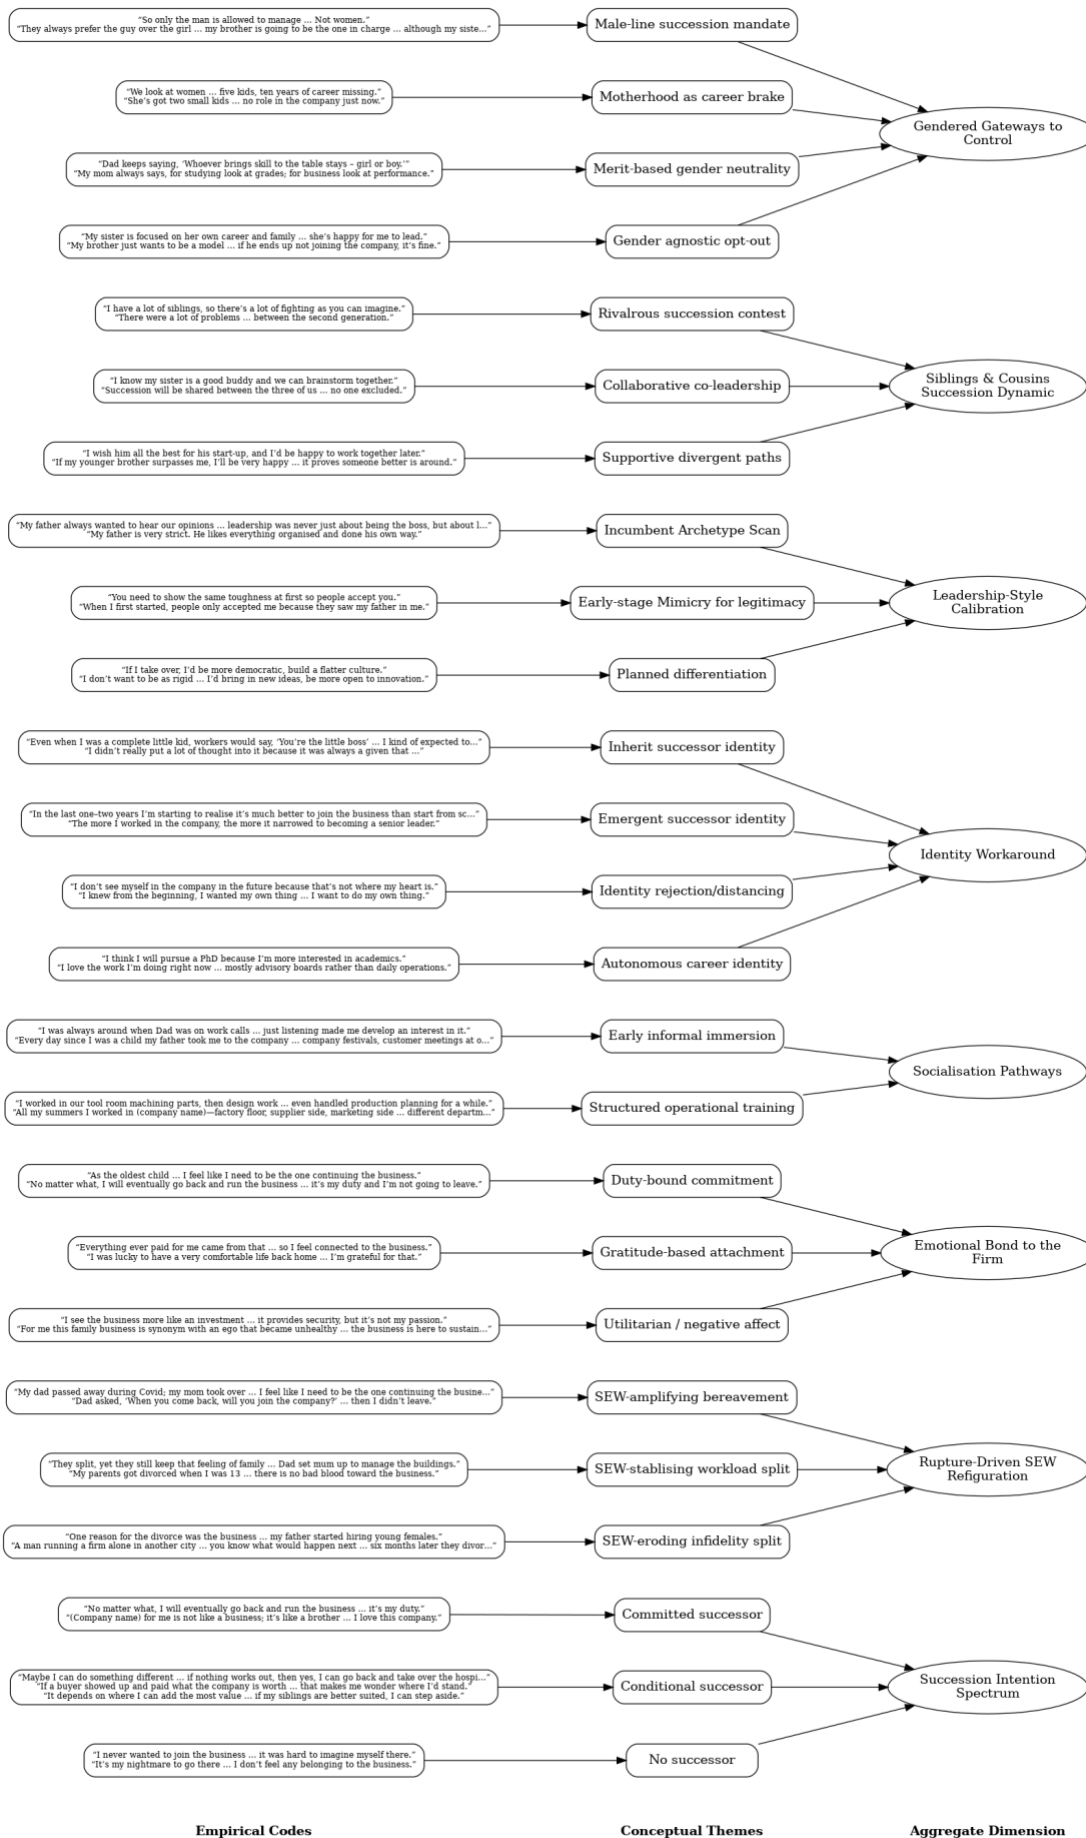 “So only the man is allowed to manage … Not women.”
“They always prefer the guy over the girl … my brother is going to be the one in charge … although my siste…”
Male-line succession mandate
“We look at women … five kids, ten years of career missing.”
“She’s got two small kids … no role in the company just now.”
Motherhood as career brake
Gendered Gateways to
Control
“Dad keeps saying, ‘Whoever brings skill to the table stays – girl or boy.’”
“My mom always says, for studying look at grades; for business look at performance.”
Merit-based gender neutrality
“My sister is focused on her own career and family … she’s happy for me to lead.”
“My brother just wants to be a model … if he ends up not joining the company, it’s fine.”
Gender agnostic opt-out
“I have a lot of siblings, so there’s a lot of fighting as you can imagine.”
“There were a lot of problems … between the second generation.”
Rivalrous succession contest
“I know my sister is a good buddy and we can brainstorm together.”
“Succession will be shared between the three of us … no one excluded.”
Collaborative co-leadership
Siblings & Cousins
Succession Dynamic
“I wish him all the best for his start-up, and I’d be happy to work together later.”
“If my younger brother surpasses me, I’ll be very happy … it proves someone better is around.”
Supportive divergent paths
“My father always wanted to hear our opinions … leadership was never just about being the boss, but about l…”
“My father is very strict. He likes everything organised and done his own way.”
Incumbent Archetype Scan
“You need to show the same toughness at first so people accept you.”
“When I first started, people only accepted me because they saw my father in me.”
Early-stage Mimicry for legitimacy
Leadership-Style
Calibration
“If I take over, I’d be more democratic, build a flatter culture.”
“I don’t want to be as rigid … I’d bring in new ideas, be more open to innovation.”
Planned differentiation
“Even when I was a complete little kid, workers would say, ‘You’re the little boss’ … I kind of expected to…”
“I didn’t really put a lot of thought into it because it was always a given that …”
Inherit successor identity
“In the last one–two years I’m starting to realise it’s much better to join the business than start from sc…”
“The more I worked in the company, the more it narrowed to becoming a senior leader.”
Emergent successor identity
Identity Workaround
“I don’t see myself in the company in the future because that’s not where my heart is.”
“I knew from the beginning, I wanted my own thing … I want to do my own thing.”
Identity rejection/distancing
“I think I will pursue a PhD because I’m more interested in academics.”
“I love the work I’m doing right now … mostly advisory boards rather than daily operations.”
Autonomous career identity
“I was always around when Dad was on work calls … just listening made me develop an interest in it.”
“Every day since I was a child my father took me to the company … company festivals, customer meetings at o…”
Early informal immersion
Socialisation Pathways
“I worked in our tool room machining parts, then design work … even handled production planning for a while.”
“All my summers I worked in (company name)—factory floor, supplier side, marketing side … different departm…”
Structured operational training
“As the oldest child … I feel like I need to be the one continuing the business.”
“No matter what, I will eventually go back and run the business … it’s my duty and I’m not going to leave.”
Duty-bound commitment
“Everything ever paid for me came from that … so I feel connected to the business.”
“I was lucky to have a very comfortable life back home … I’m grateful for that.”
Gratitude-based attachment
Emotional Bond to the
Firm
“I see the business more like an investment … it provides security, but it’s not my passion.”
“For me this family business is synonym with an ego that became unhealthy … the business is here to sustain…”
Utilitarian / negative affect
“My dad passed away during Covid; my mom took over … I feel like I need to be the one continuing the busine…”
“Dad asked, ‘When you come back, will you join the company?’ … then I didn’t leave.”
SEW-amplifying bereavement
“They split, yet they still keep that feeling of family … Dad set mum up to manage the buildings.”
“My parents got divorced when I was 13 … there is no bad blood toward the business.”
SEW-stablising workload split
Rupture-Driven SEW
Refiguration
“One reason for the divorce was the business … my father started hiring young females.”
“A man running a firm alone in another city … you know what would happen next … six months later they divor…”
SEW-eroding infidelity split
“No matter what, I will eventually go back and run the business … it’s my duty.”
“(Company name) for me is not like a business; it’s like a brother … I love this company.”
Committed successor
“Maybe I can do something different … if nothing works out, then yes, I can go back and take over the hospi…”
“If a buyer showed up and paid what the company is worth … that makes me wonder where I’d stand.”
“It depends on where I can add the most value … if my siblings are better suited, I can step aside.”
Conditional successor
Succession Intention
Spectrum
“I never wanted to join the business … it was hard to imagine myself there.”
“It’s my nightmare to go there … I don’t feel any belonging to the business.”
No successor
Empirical Codes
Conceptual Themes
Aggregate Dimension